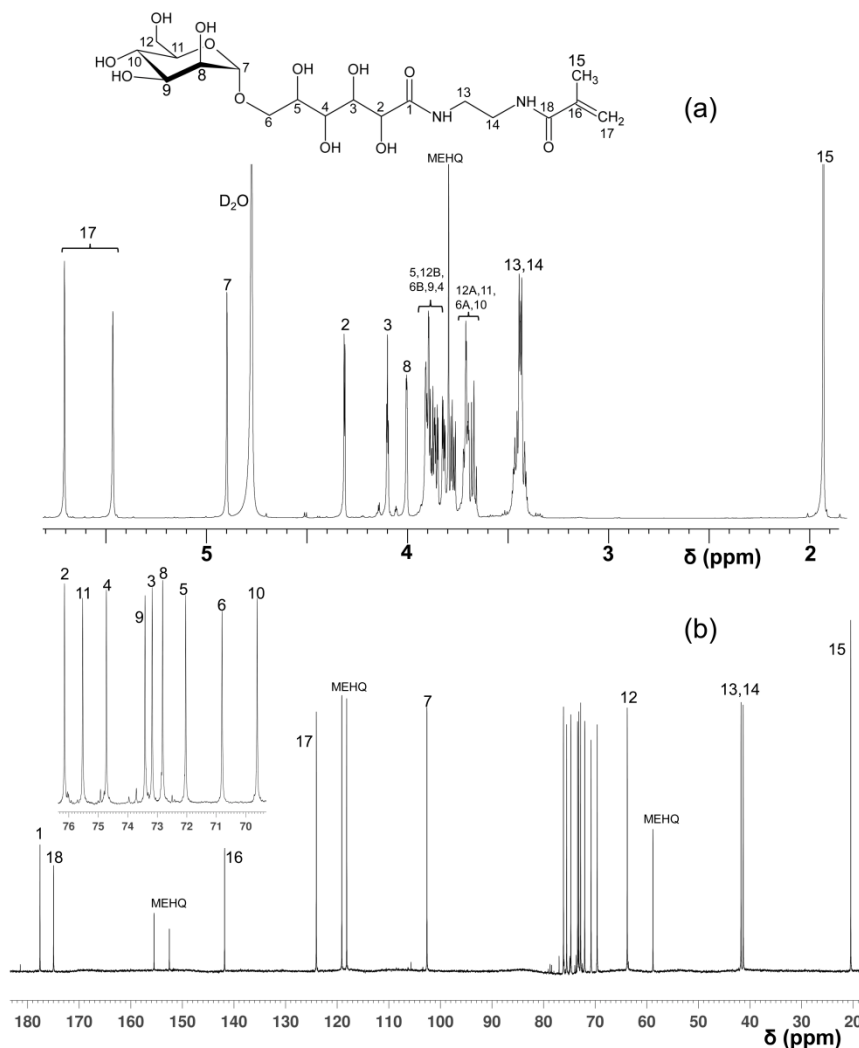 OH
OH
12
O
11
HO
10
7
HO
9
8
O
6
OH
5
4
OH
OH
3
2
OH
O
1
N
H
13
14
H
N
18
O
15
CH3
16
CH2
17
(a)
MEHQ
15
D2O
17
7
2
3
8
5,12B,
6B,9,4
12A,11,
6A,10
13,14
5
4
3
2
δ (ppm)
2
11
4
9
3
8
5
6
10
76 75 74 73 72 71 70
(b)
1
18
MEHQ
16
17
MEHQ
7
12
MEHQ
13,14
15
180 170 160 150 140 130 120 110 100 90 80 70 60 50 40 30 20
δ (ppm)